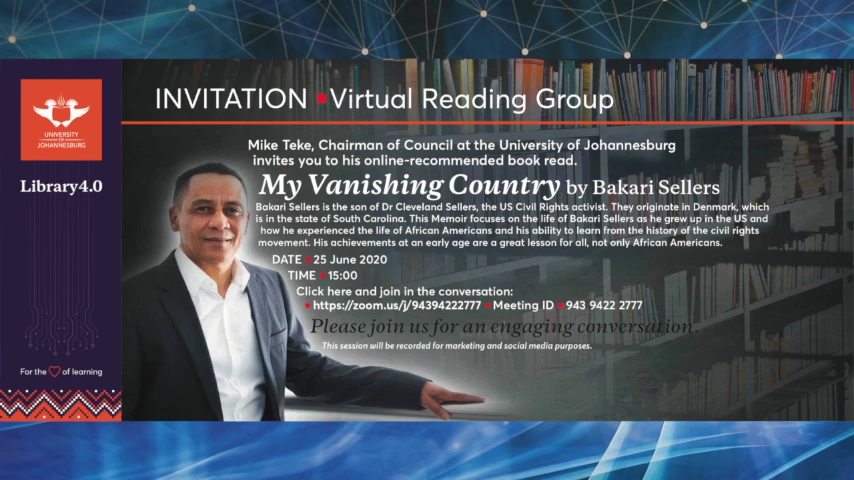 UNIVERSITY
OF
JOHANNESBURG
Library4.0
For the of learning
INVITATION •Virtual Reading Group
Mike Teke, Chairman of Council at the University of Johannesburg
invites you to his online-recommended book read.
My Vanishing Country by Bakari Sellers
Bakari Sellers is the son of Dr Cleveland Sellers, the US Civil Rights activist. They originate in Denmark, which
is in the state of South Carolina. This Memoir focuses on the life of Bakari Sellers as he grew up in the US and
how he experienced the life of African Americans and his ability to learn from the history of the civil rights
movement. His achievements at an early age are a great lesson for all, not only African Americans.
DATE •25 June 2020
TIME •15:00
Click here and join in the conversation:
•https://zoom.us/j/94394222777 •Meeting ID •943 9422 2777
Please join us for an engaging conversation.
This session will be recorded for marketing and social media purposes.